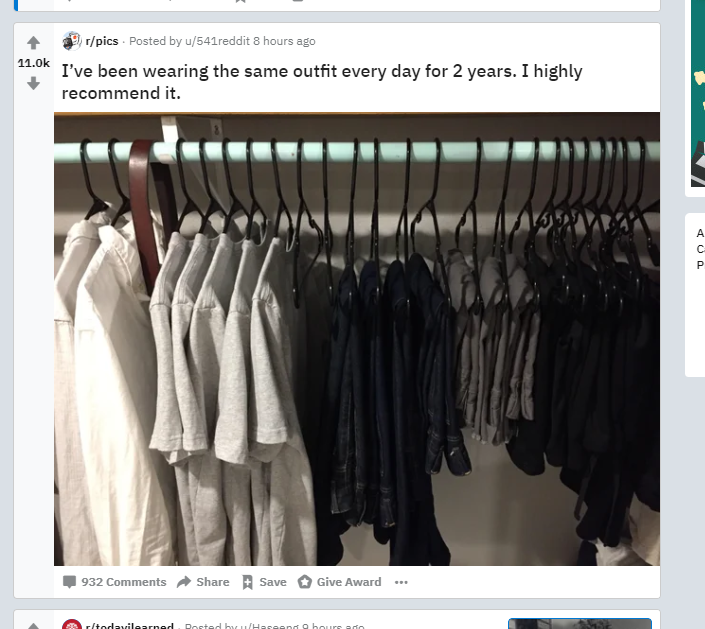 r/pics · Posted by u/541reddit 8 hours ago
11.0k
I’ve been wearing the same outfit every day for 2 years. I highly
recommend it.
932 Comments Share Save Give Award
r/todayilearned · Posted by u/Haseeng 9 hours ago
A
C
P